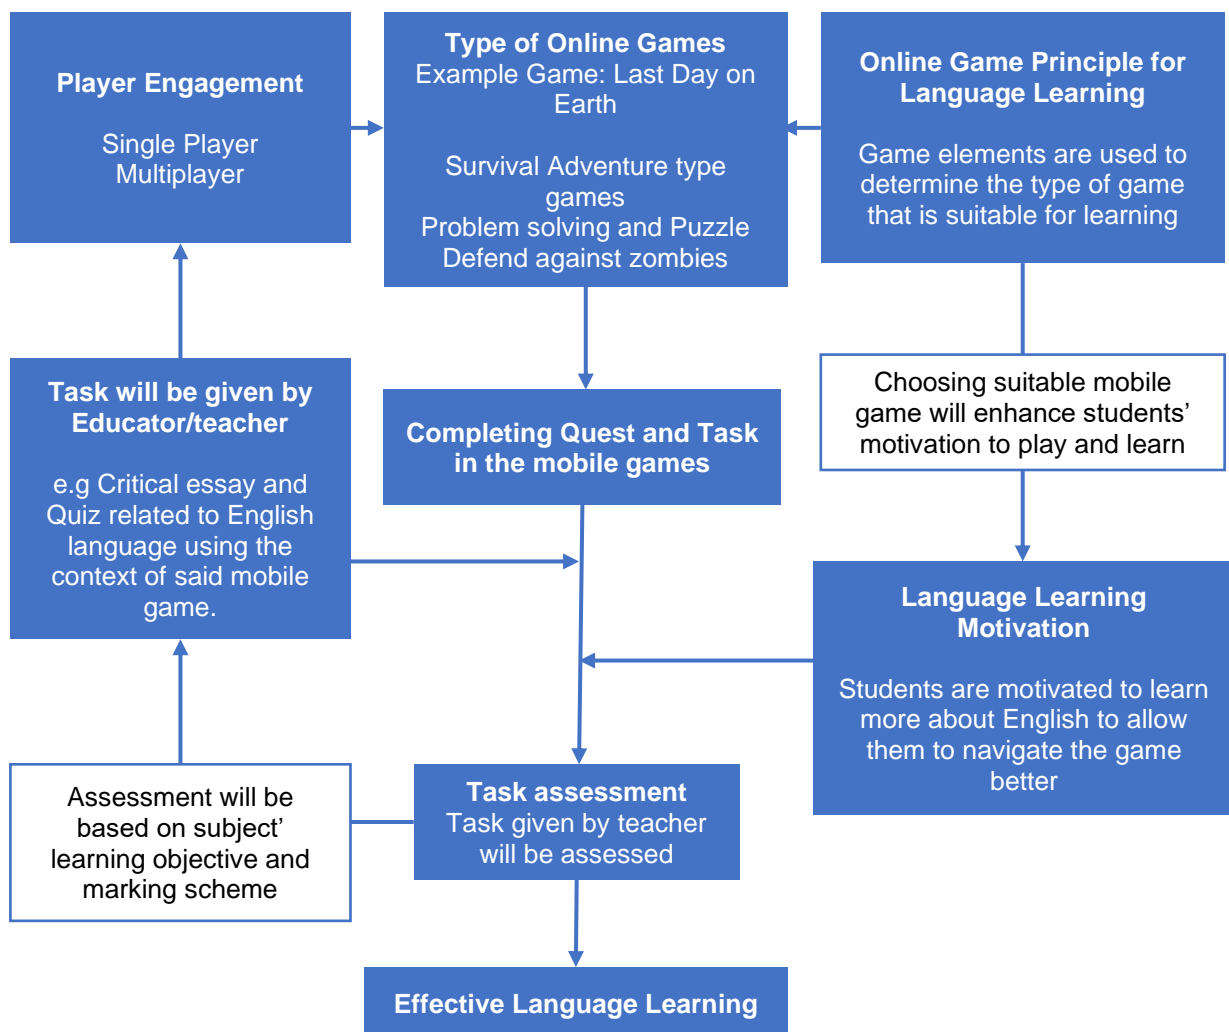 Player Engagement
Single Player
Multiplayer
Type of Online Games
Example Game: Last Day on
Earth
Survival Adventure type
games
Problem solving and Puzzle
Defend against zombies
Online Game Principle for
Language Learning
Game elements are used to
determine the type of game
that is suitable for learning
Task will be given by
Educator/teacher
e.g Critical essay and
Quiz related to English
language using the
context of said mobile
game.
Completing Quest and Task
in the mobile games
Choosing suitable mobile
game will enhance students’
motivation to play and learn
Language Learning
Motivation
Students are motivated to learn
more about English to allow
them to navigate the game
better
Assessment will be
based on subject’
learning objective and
marking scheme
Task assessment
Task given by teacher
will be assessed
Effective Language Learning